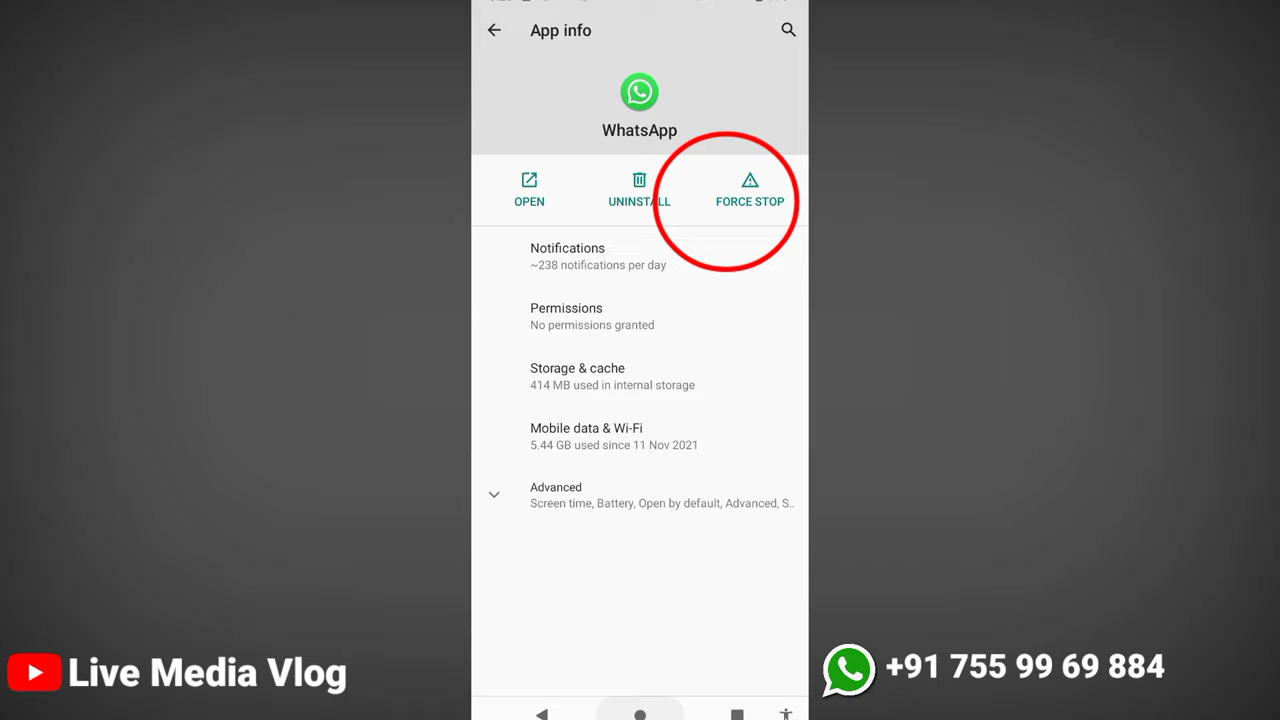 App info
WhatsApp
OPEN
UNINSTALL
FORCE STOP
Notifications
~238 notifications per day
Permissions
No permissions granted
Storage & cache
414 MB used in internal storage
Mobile data & Wi-Fi
5.44 GB used since 11 Nov 2021
Advanced
Screen time, Battery, Open by default, Advanced, S..
Live Media Vlog
+91 755 99 69 884